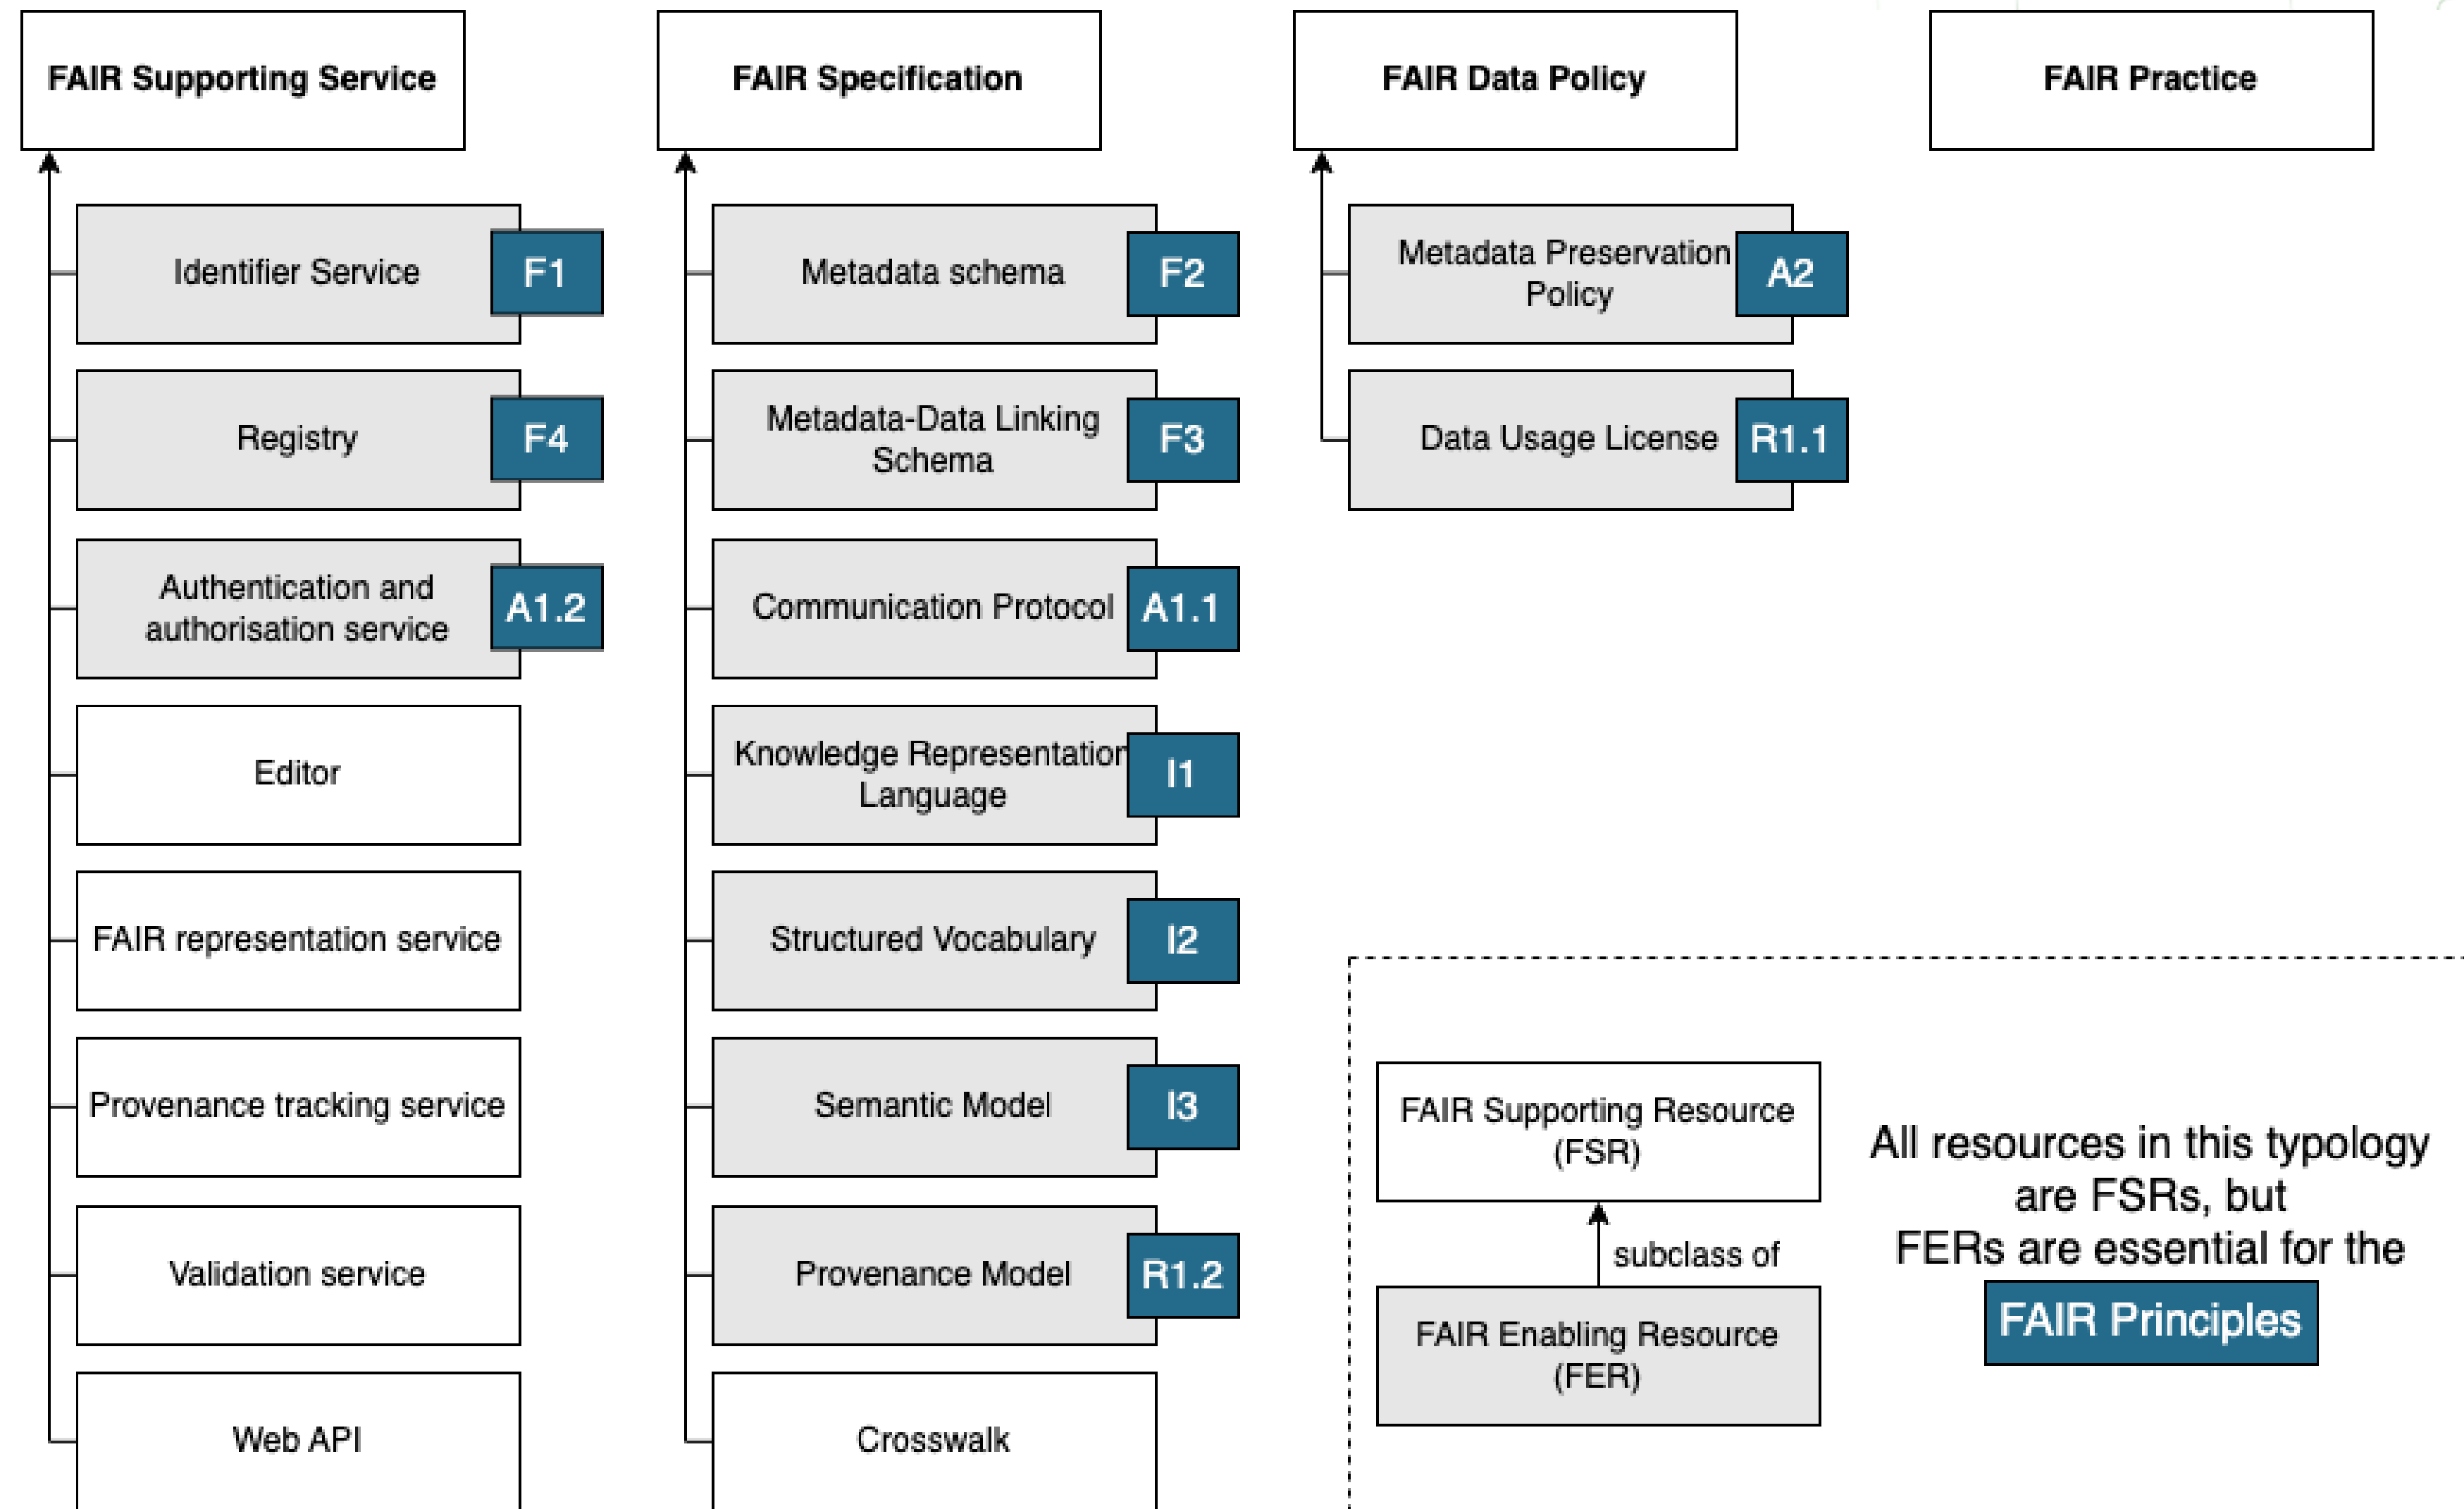 FAIR Supporting Service
Identifier Service
F1
Registry
F4
Authentication and
authorisation service
A1.2
Editor
FAIR representation service
Provenance tracking service
Validation service
Web API
FAIR Specification
Metadata schema
F2
Metadata-Data Linking
Schema
F3
Communication Protocol
A1.1
Knowledge Representation
Language
I1
Structured Vocabulary
I2
Semantic Model
I3
Provenance Model
R1.2
Crosswalk
FAIR Data Policy
Metadata Preservation
Policy
A2
Data Usage License
R1.1
FAIR Practice
FAIR Supporting Resource
(FSR)
subclass of
FAIR Enabling Resource
(FER)
All resources in this typology
are FSRs, but
FERs are essential for the
FAIR Principles